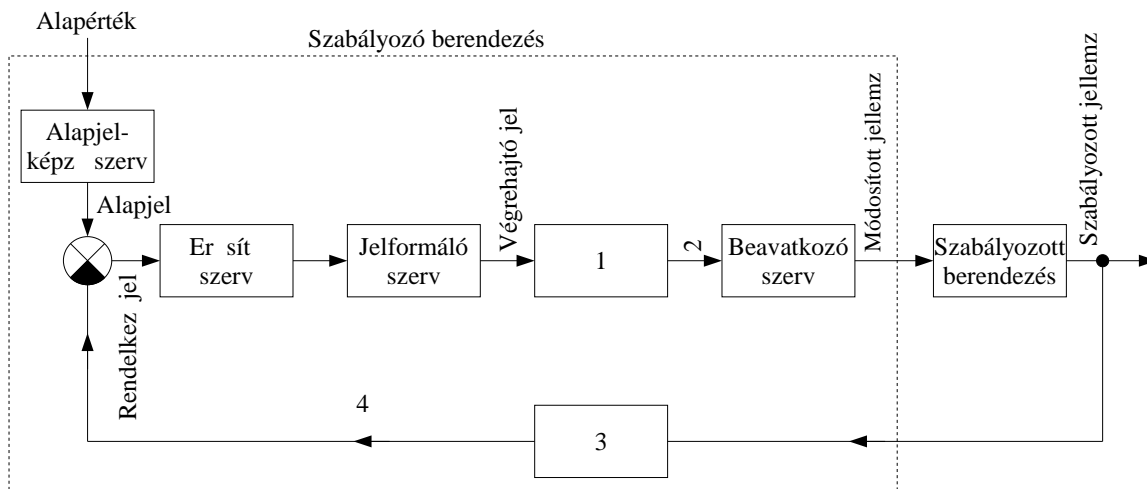 Alapérték
Szabályozó berendezés
Alapjel-
képz szerv
Alapjel
Rendelkez jel
Er sít
szerv
Jelformáló
szerv
Végrehajtó jel
1
2
Beavatkozó
szerv
Módosított jellemz
Szabályozott
berendezés
Szabályozott jellemz
4
3